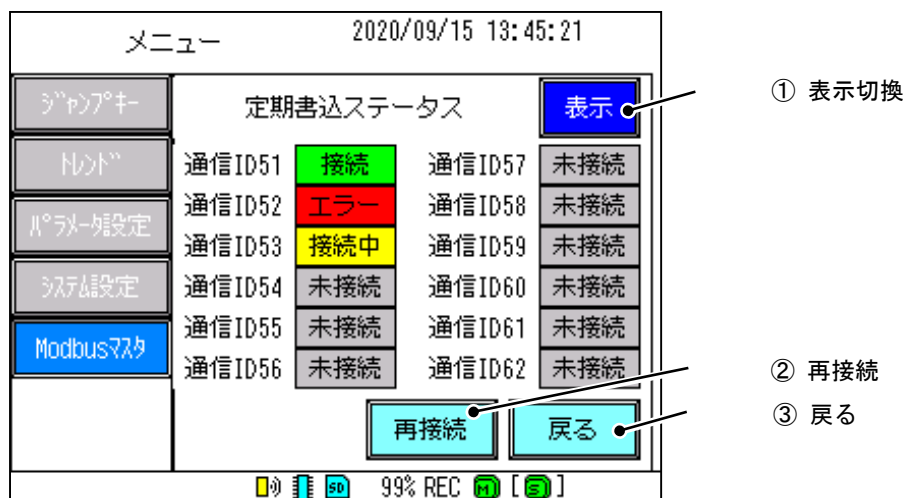 メニュー 2020/09/15 13:45:21
ジャンプキー 定期書込ステータス 表示 ① 表示切換
トレンド 通信ID51 接続 通信ID57 未接続
通信ID52 エラー 通信ID58 未接続
パラメータ設定
通信ID53 接続中 通信ID59 未接続
システム設定 通信ID54 未接続 通信ID60 未接続
通信ID55 未接続 通信ID61 未接続
Modbusマスタ
通信ID56 未接続 通信ID62 未接続
② 再接続
再接続 戻る ③ 戻る
SD 99% REC M [S]